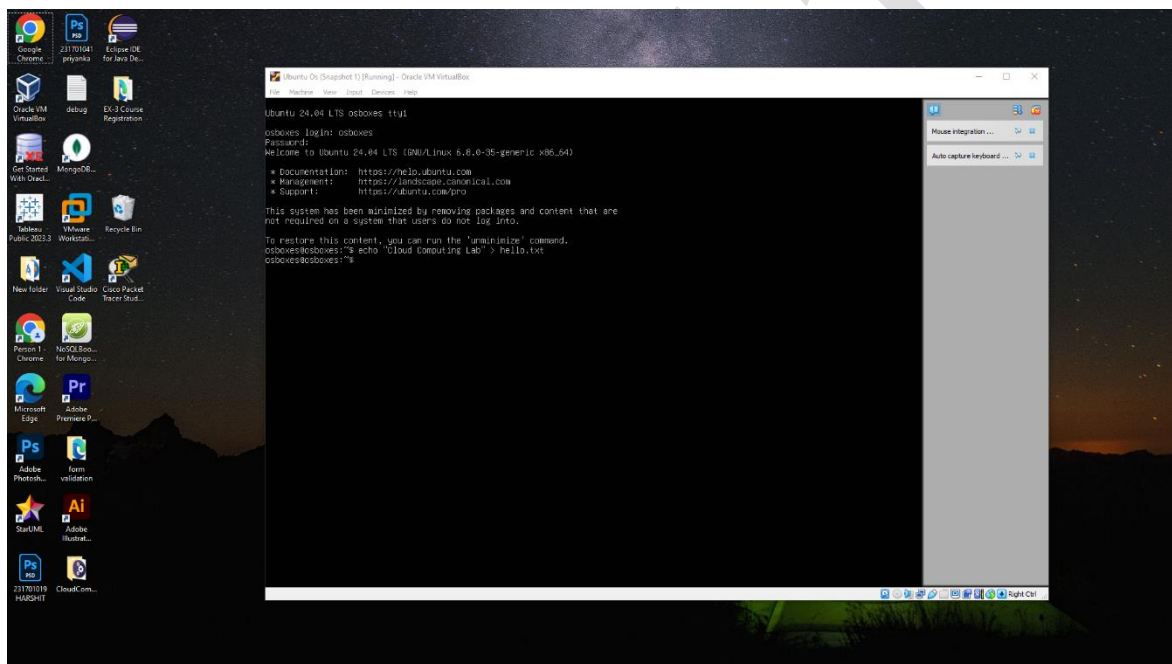 Google
Chrome
231701041
priyanka
Eclipse IDE
for Java De...
Oracle VM
VirtualBox
debug
EX-3 Course
Registration
Get Started
With Oracl...
MongoDB...
Tableau
Public 2023.3
VMware
Workstati...
Recycle Bin
New folder
Visual Studio
Code
Cisco Packet
Tracer Stud...
Person 1 -
Chrome
NoSQLBoo...
for Mongo...
Microsoft
Edge
Adobe
Premiere P...
Adobe
Photosh...
form
validation
StarUML
Adobe
Illustrat...
231701019
HARSHIT
CloudCom...
Ps
PSD
XE
Pr
Ps
Ai
Ps
PSD
Ubuntu Os (Snapshot 1) [Running] - Oracle VM VirtualBox
File Machine View Input Devices Help
Ubuntu 24.04 LTS osboxes tty1
osboxes login: osboxes
Password:
Welcome to Ubuntu 24.04 LTS (GNU/Linux 6.8.0-35-generic x86_64)
* Documentation: https://help.ubuntu.com
* Management: https://landscape.canonical.com
* Support: https://ubuntu.com/pro
This system has been minimized by removing packages and content that are
not required on a system that users do not log into.
To restore this content, you can run the 'unminimize' command.
osboxes@osboxes:~$ echo "Cloud Computing Lab" > hello.txt
osboxes@osboxes:~$
Mouse integration ...
Auto capture keyboard ...
Right Ctrl